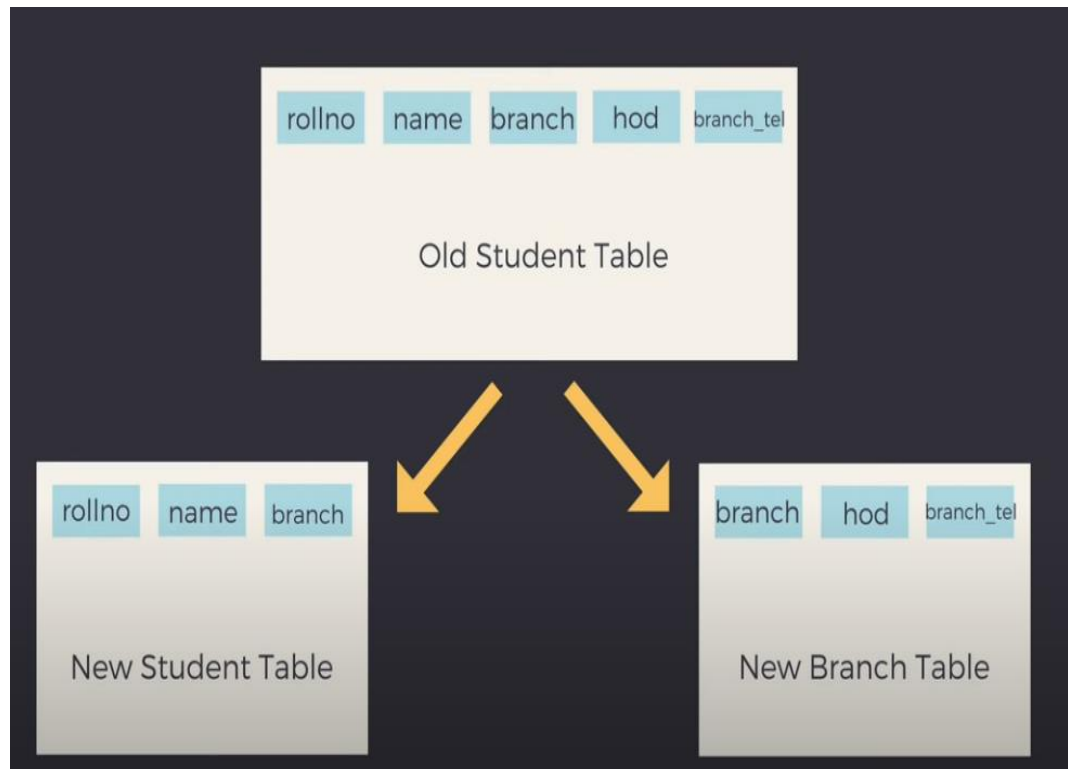 rollno name branch hod branch_tel
Old Student Table
rollno name branch
New Student Table
branch hod branch_tel
New Branch Table